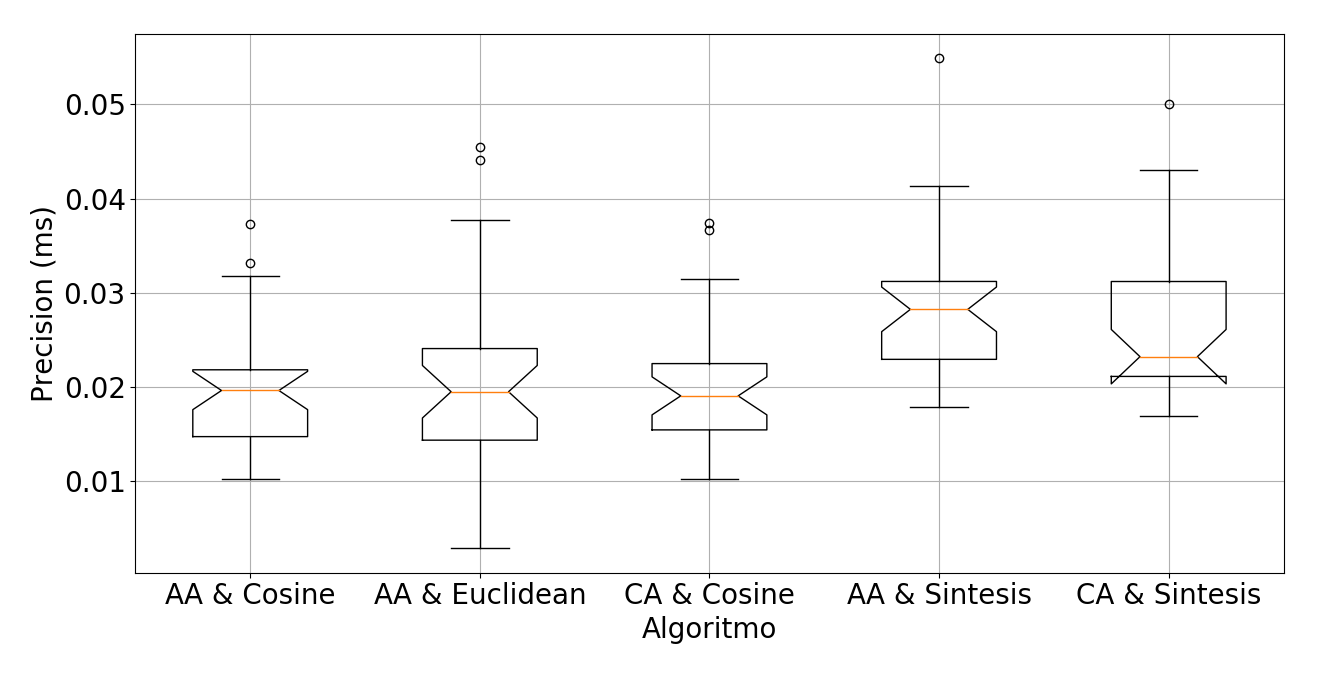 Precision (ms)
0.05
0.04
0.03
0.02
0.01
AA & Cosine
AA & Euclidean
CA & Cosine
AA & Sintesis
CA & Sintesis
Algoritmo